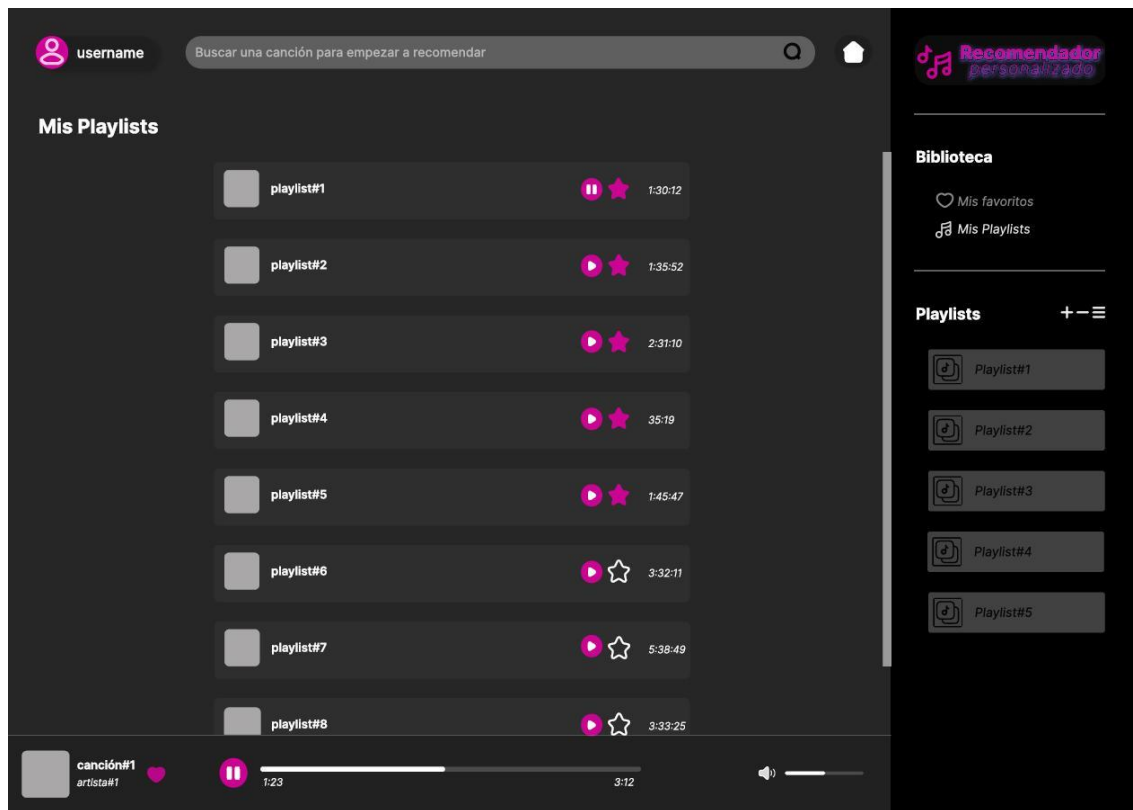 username
Buscar una canción para empezar a recomendar
Recomendador
personalizado
Mis Playlists
playlist#1
1:30:12
playlist#2
1:35:52
playlist#3
2:31:10
playlist#4
35:19
playlist#5
1:45:47
playlist#6
3:32:11
playlist#7
5:38:49
playlist#8
3:33:25
Biblioteca
Mis favoritos
Mis Playlists
Playlists
Playlist#1
Playlist#2
Playlist#3
Playlist#4
Playlist#5
canción#1
artista#1
1:23
3:12